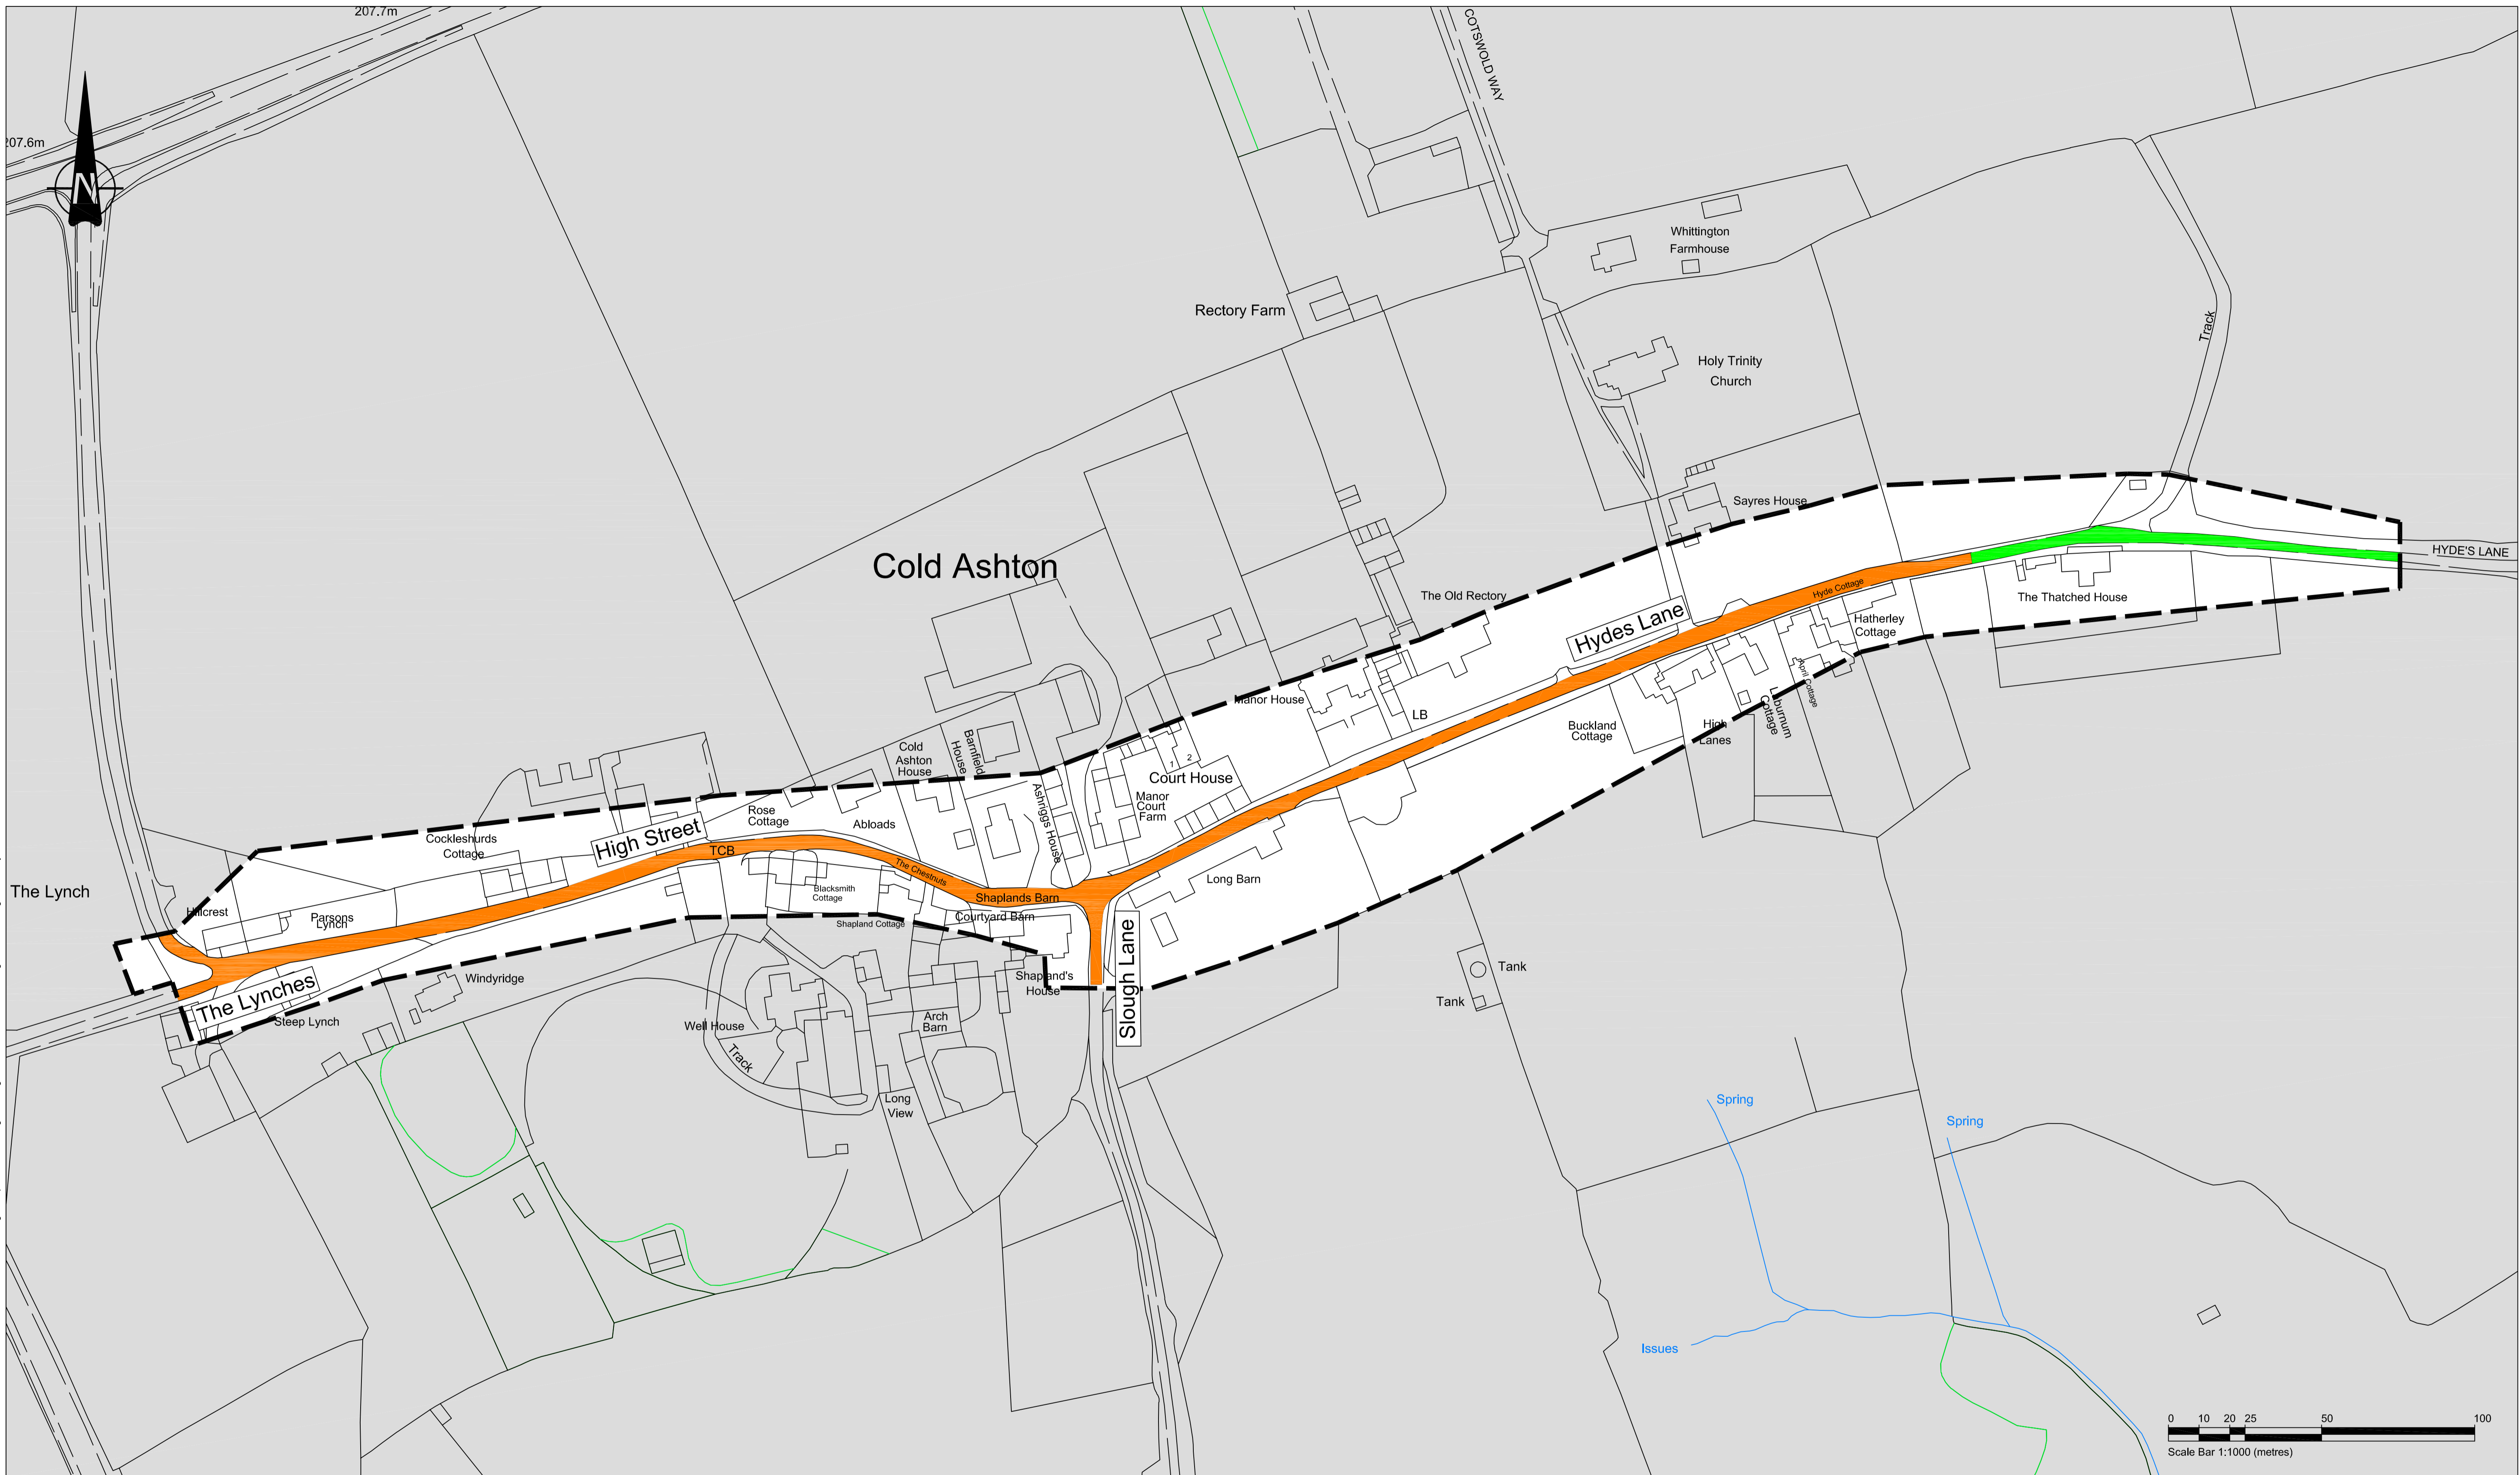 207.7m
COTSWOLD WAY
207.6m
N
Whittington
Farmhouse
Rectory Farm
Track
Holy Trinity
Church
Sayres House
HYDE'S LANE
Cold Ashton
The Old Rectory
Hydes Lane
Hyde Cottage
The Thatched House
Hatherley
Cottage
April Cottage
Laburnum
Cottage
High
Lanes
Buckland
Cottage
LB
Manor House
Cold
Ashton
House
Barnfield
House
1
2
Court House
Manor
Court
Farm
Ashriggs House
Rose
Cottage
Abloads
High Street
TCB
Cockleshurds
Cottage
The Chestnuts
Blacksmith
Cottage
Shaplands Barn
Long Barn
The Lynch
Hillcrest
Parsons
Lynch
Courtyard Barn
Shapland Cottage
Slough Lane
The Lynches
Windyridge
Steep Lynch
Shapland's
House
Well House
Arch
Barn
Track
Long
View
Tank
Tank
Spring
Spring
Issues
0 10 20 25 50 100
Scale Bar 1:1000 (metres)